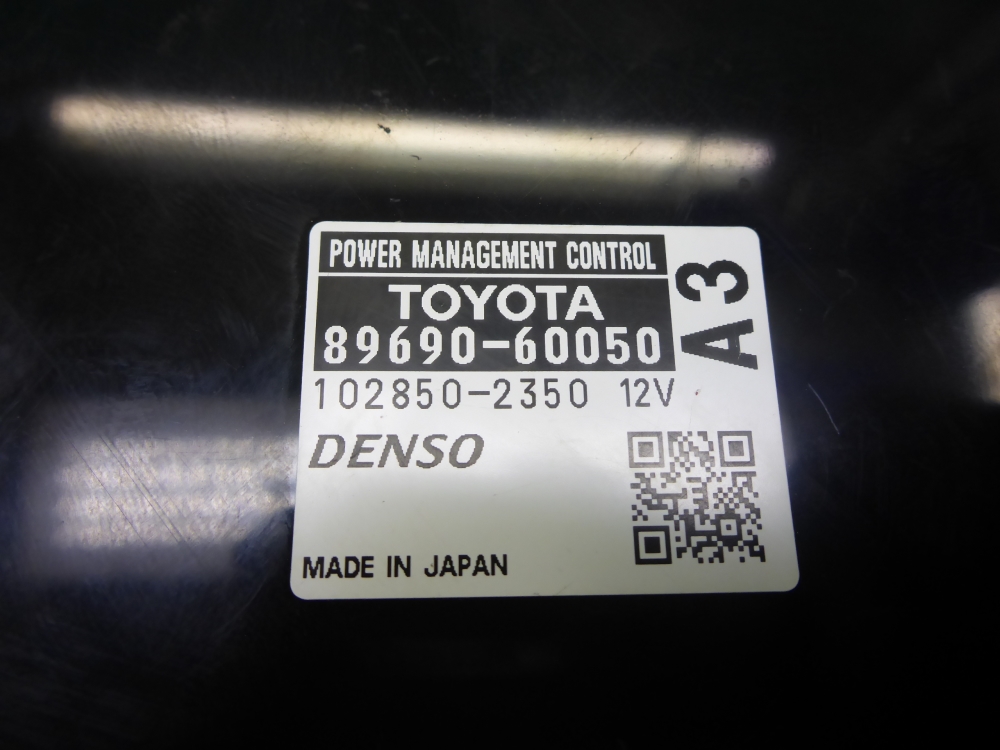 POWER MANAGEMENT CONTROL
TOYOTA
89690-60050
A3
102850-2350 12V
DENSO
MADE IN JAPAN